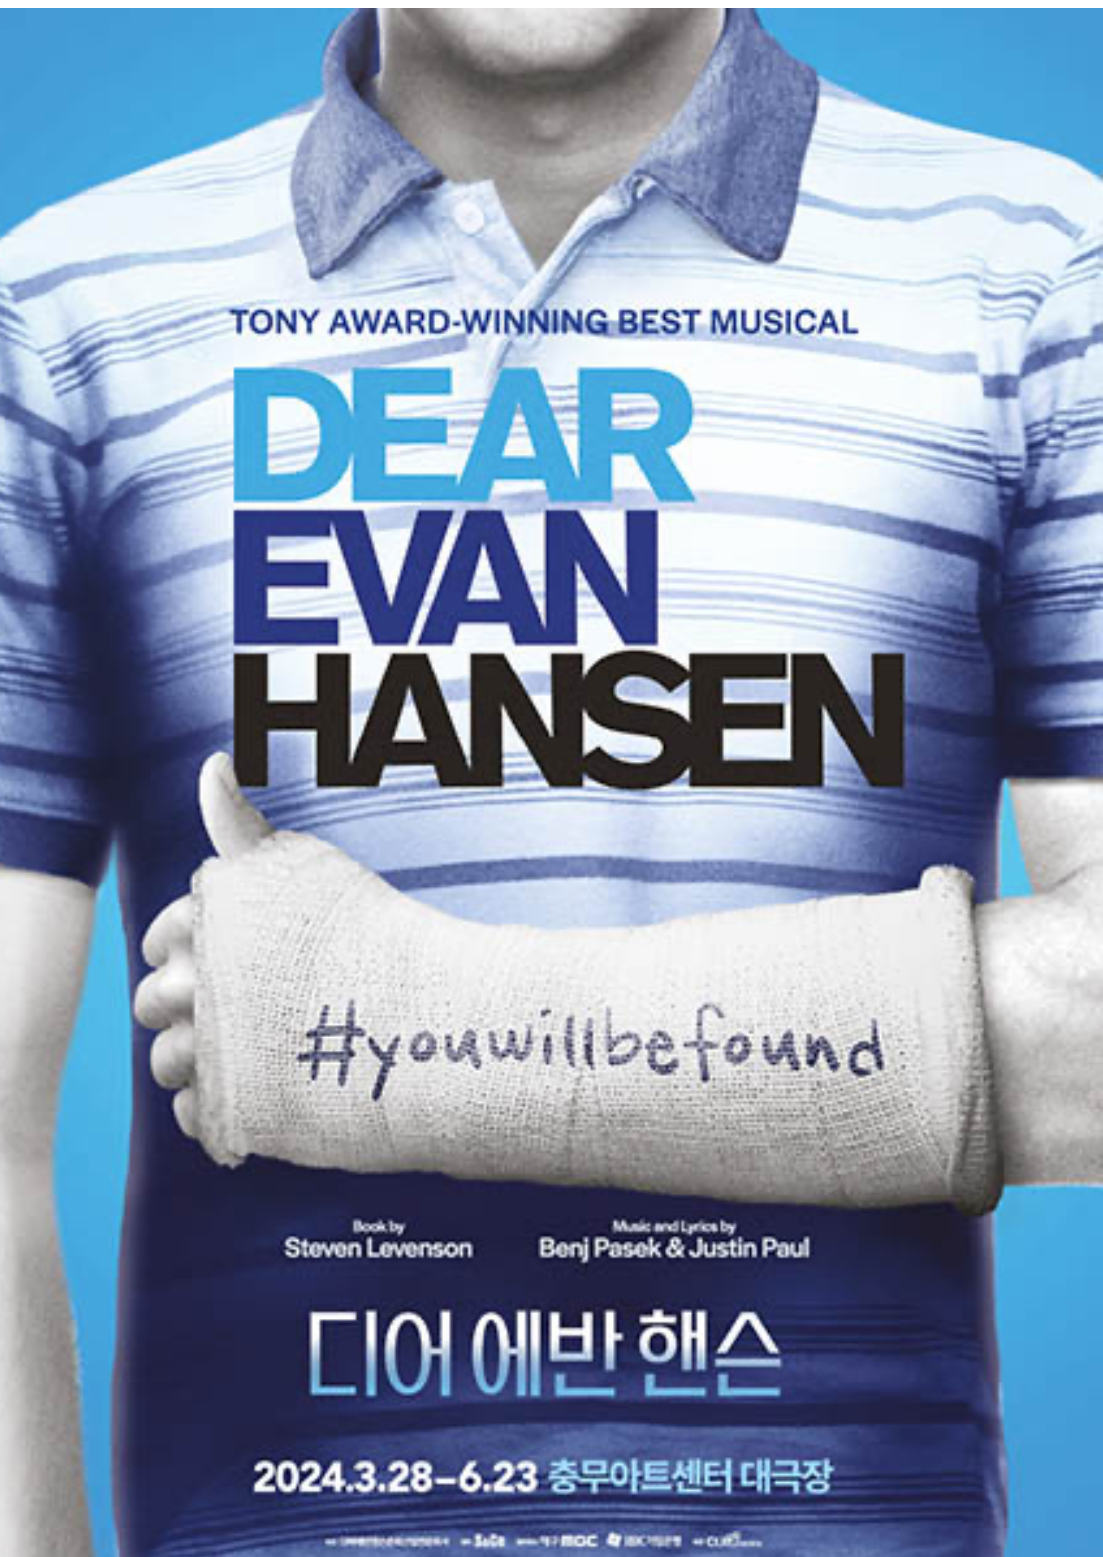 TONY AWARD-WINNING BEST MUSICAL
DEAR
EVAN
HANSEN
#youwillbefound
Book by
Steven Levenson
Music and Lyrics by
Benj Pasek & Justin Paul
디어 에반 핸슨
2024.3.28–6.23 충무아트센터 대극장
MBC